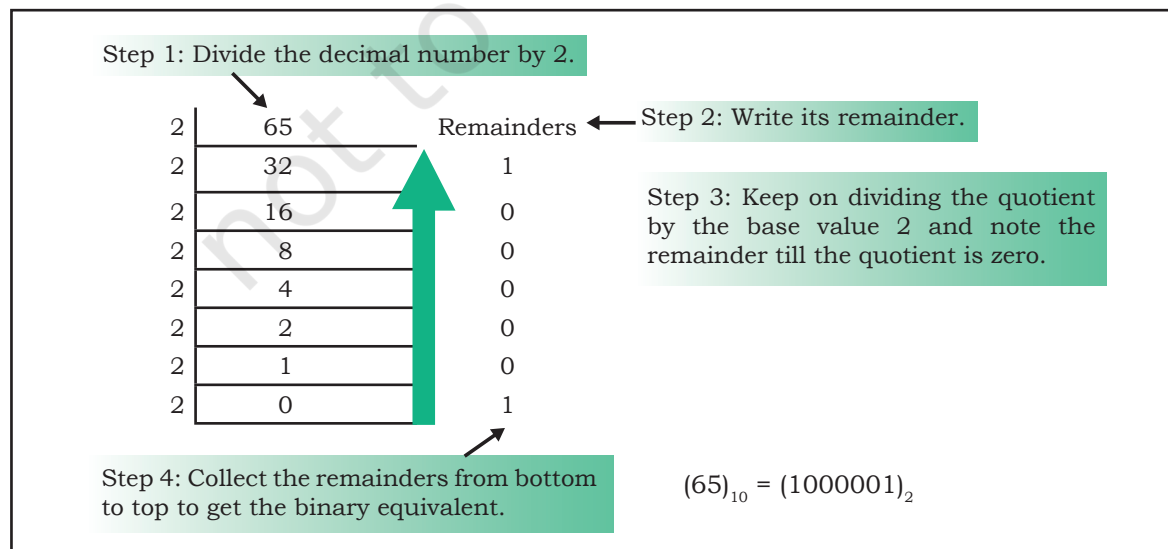 Step 1: Divide the decimal number by 2.
2 65 Remainders
Step 2: Write its remainder.
2 32 1
2 16 0
Step 3: Keep on dividing the quotient
by the base value 2 and note the
remainder till the quotient is zero.
2 8 0
2 4 0
2 2 0
2 1 0
2 0 1
Step 4: Collect the remainders from bottom
to top to get the binary equivalent.
(65)₁₀ = (1000001)₂
not to